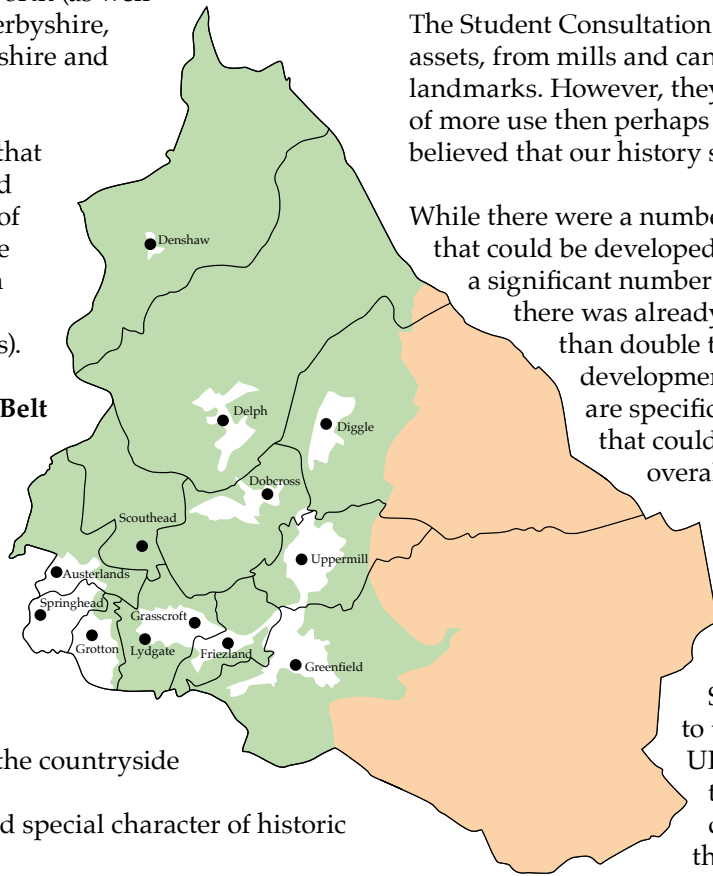 (as well
erbyshire,
shire and
that
d
of
e
s).
Belt
the countryside
d special character of historic
The Student Consultation
assets, from mills and can
landmarks. However, they
of more use then perhaps
believed that our history s
While there were a numbe
that could be developed
a significant number
there was already
than double t
developmen
are specific
that could
overal
S
to
UI
t
th
Denshaw
Delph
Diggle
Dobcross
Scouthead
Uppermill
Austerlands
Springhead
Grasscroft
Grotton
Lydgate
Friezland
Greenfield